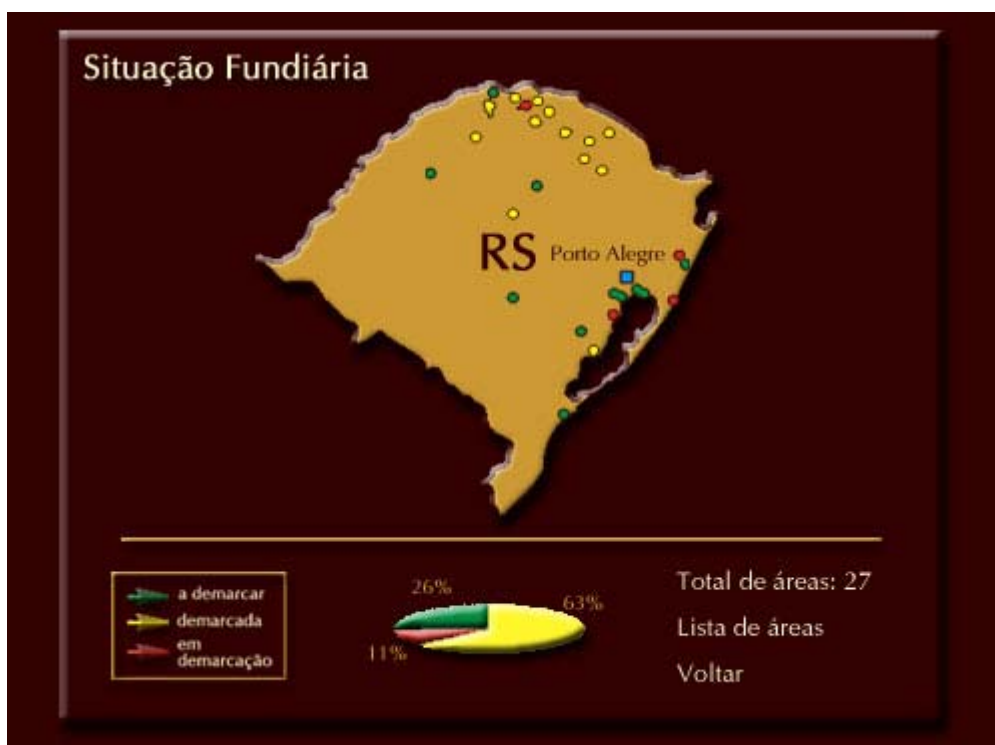 Situação Fundiária
RS
Porto Alegre
a demarcar
demarcada
em
demarcação
26%
63%
11%
Total de áreas: 27
Lista de áreas
Voltar